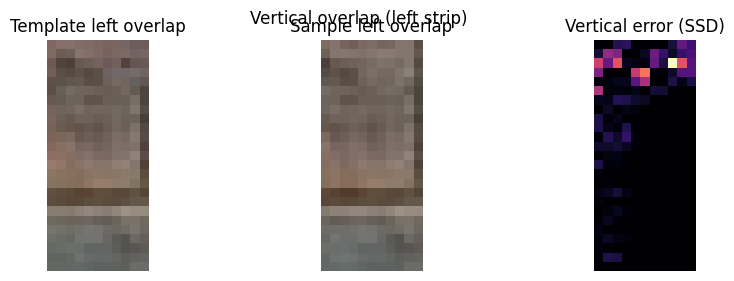 Vertical overlap (left strip)
Template left overlap
Sample left overlap
Vertical error (SSD)